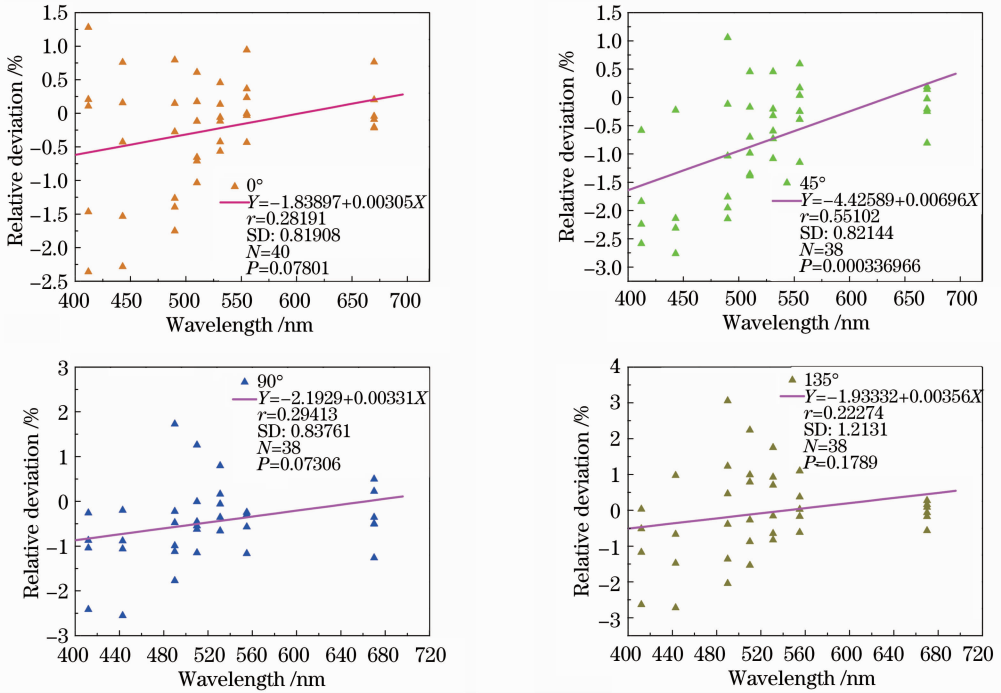 1.5
1.0
0.5
0
−0.5
−1.0
−1.5
−2.0
−2.5
Relative deviation /%
400 450 500 550 600 650 700
Wavelength /nm
0°
Y=−1.83897+0.00305X
r=0.28191
SD: 0.81908
N=40
P=0.07801
1.5
0.5
−0.5
−1.0
−1.5
−2.0
−2.5
−3.0
Relative deviation /%
400 450 500 550 600 650 700
Wavelength /nm
45°
Y=−4.42589+0.00696X
r=0.55102
SD: 0.82144
N=38
P=0.000336966
3
2
1
0
−1
−2
−3
Relative deviation /%
400 440 480 520 560 600 640 680 720
Wavelength /nm
90°
Y=−2.1929+0.00331X
r=0.29413
SD: 0.83761
N=38
P=0.07306
4
3
2
1
0
−1
−2
−3
Relative deviation /%
400 440 480 520 560 600 640 680 720
Wavelength /nm
135°
Y=−1.93332+0.00356X
r=0.22274
SD: 1.2131
N=38
P=0.1789